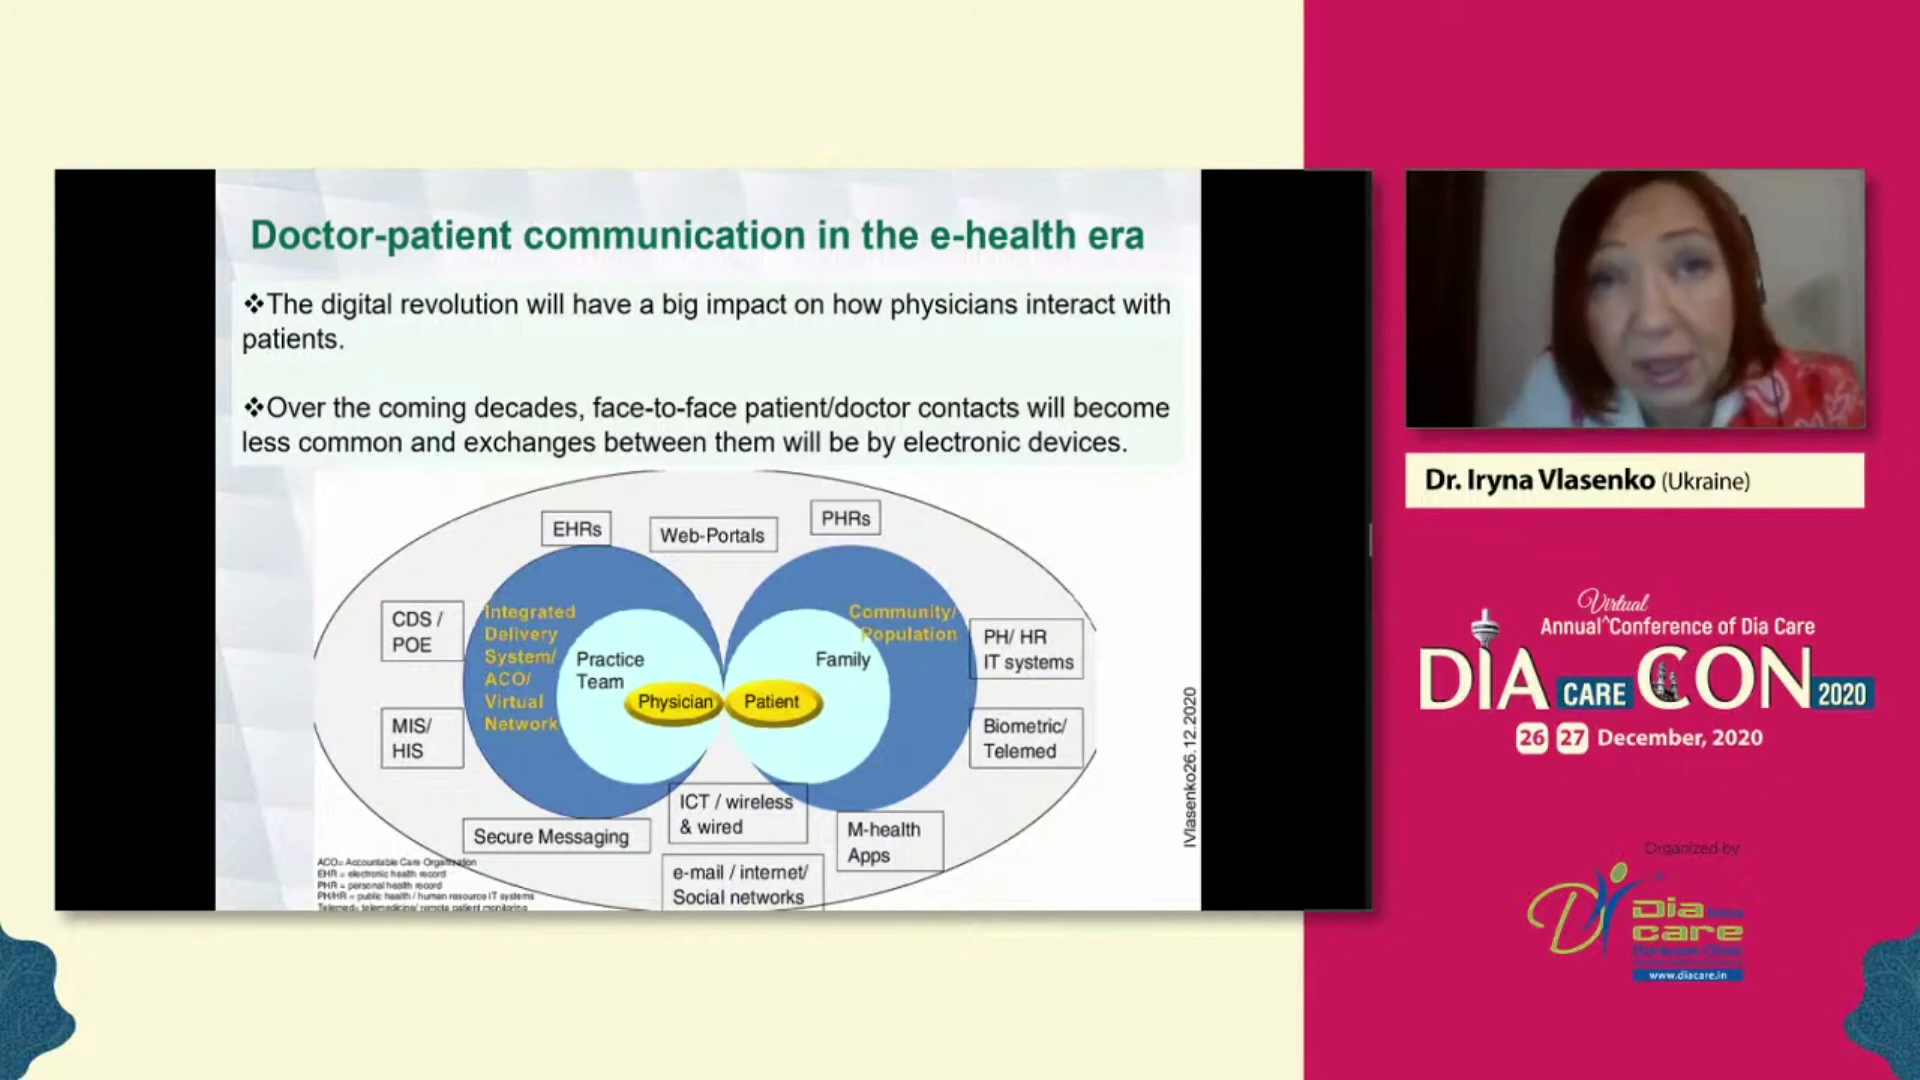 Doctor-patient communication in the e-health era
❖The digital revolution will have a big impact on how physicians interact with
patients.
❖Over the coming decades, face-to-face patient/doctor contacts will become
less common and exchanges between them will be by electronic devices.
EHRs
Web-Portals
PHRs
CDS /
POE
Integrated
Delivery
System/
ACO/
Virtual
Network
Practice
Team
Physician
Patient
Family
Community/
Population
PH/ HR
IT systems
MIS/
HIS
Biometric/
Telemed
Secure Messaging
ICT / wireless
& wired
M-health
Apps
e-mail / internet/
Social networks
ACO= Accountable Care Organization
EHR = electronic health record
PHR = personal health record
PH/HR = public health / human resource IT systems
Telemed= telemedicine/ remote patient monitoring
IVlasenko26.12.2020
Dr. Iryna Vlasenko (Ukraine)
Virtual
Annual^Conference of Dia Care
DIA CARE CON 2020
26 27 December, 2020
Organized by
Dia
care
www.diacare.in